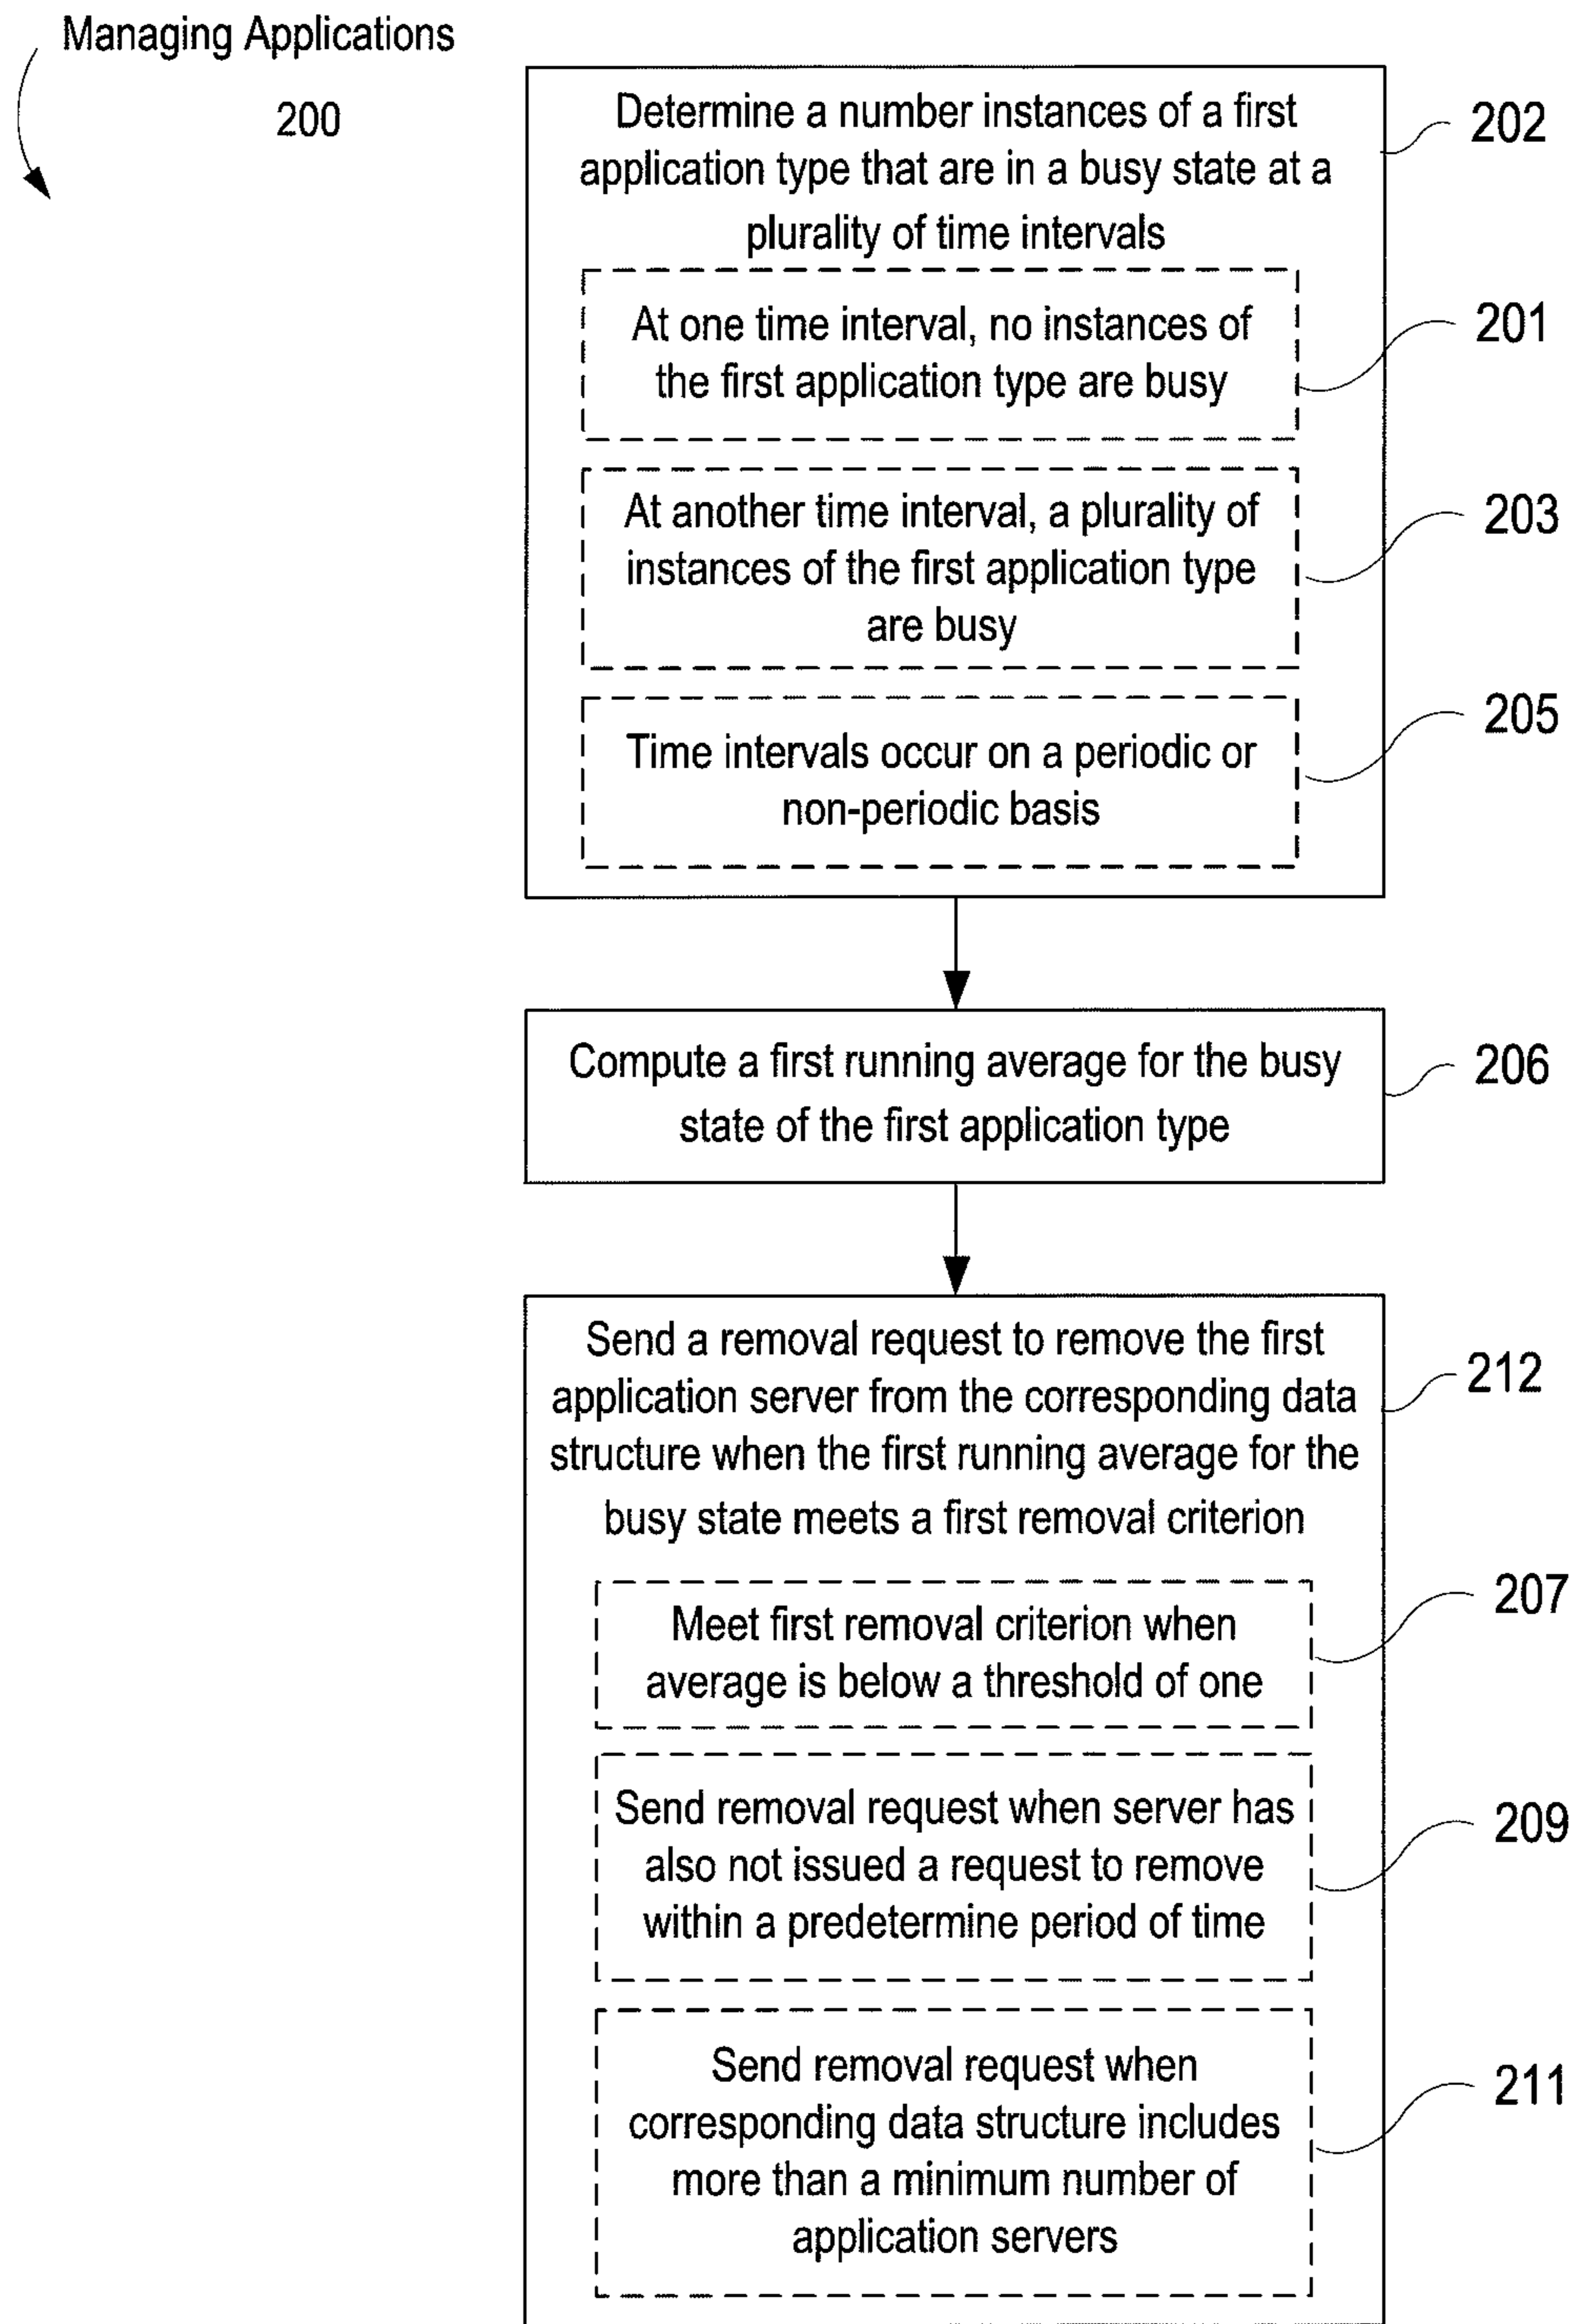 Managing Applications
200
Determine a number instances of a first
application type that are in a busy state at a
plurality of time intervals
202
At one time interval, no instances of
the first application type are busy
201
At another time interval, a plurality of
instances of the first application type
are busy
203
Time intervals occur on a periodic or
non-periodic basis
205
Compute a first running average for the busy
state of the first application type
206
Send a removal request to remove the first
application server from the corresponding data
structure when the first running average for the
busy state meets a first removal criterion
212
Meet first removal criterion when
average is below a threshold of one
207
Send removal request when server has
also not issued a request to remove
within a predetermine period of time
209
Send removal request when
corresponding data structure includes
more than a minimum number of
application servers
211